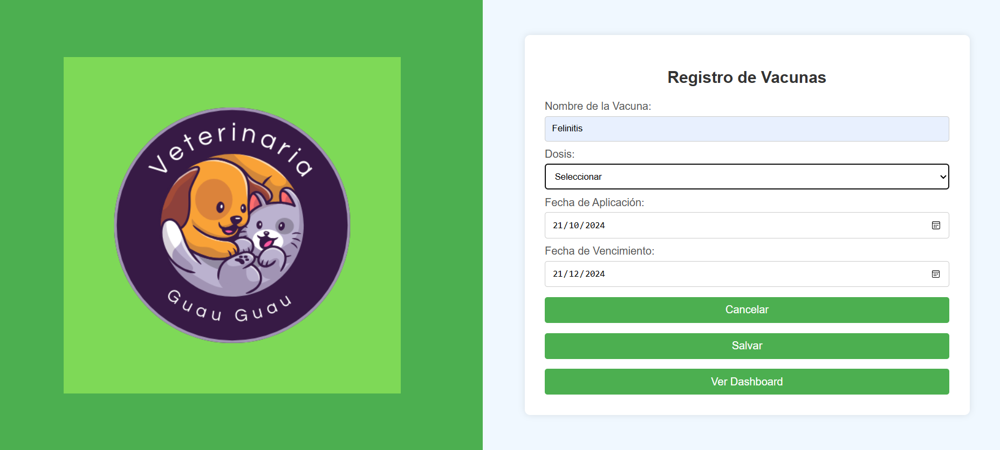 Veterinaria
Guau Guau
Registro de Vacunas
Nombre de la Vacuna:
Felinitis
Dosis:
Seleccionar
Fecha de Aplicación:
21/10/2024
Fecha de Vencimiento:
21/12/2024
Cancelar
Salvar
Ver Dashboard